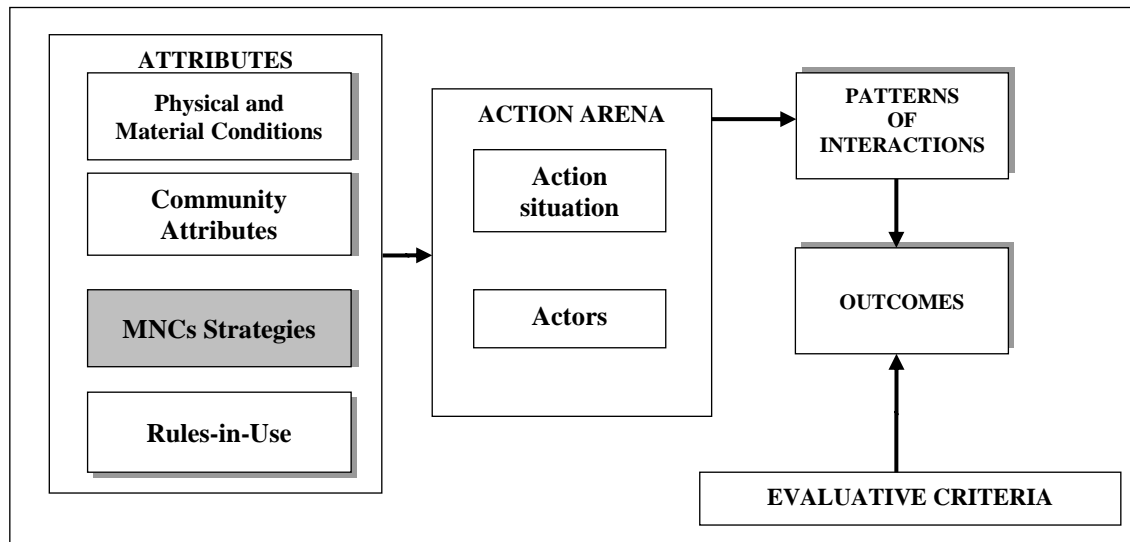 ATTRIBUTES
Physical and
Material Conditions
Community
Attributes
MNCs Strategies
Rules-in-Use
ACTION ARENA
Action
situation
Actors
PATTERNS
OF
INTERACTIONS
OUTCOMES
EVALUATIVE CRITERIA